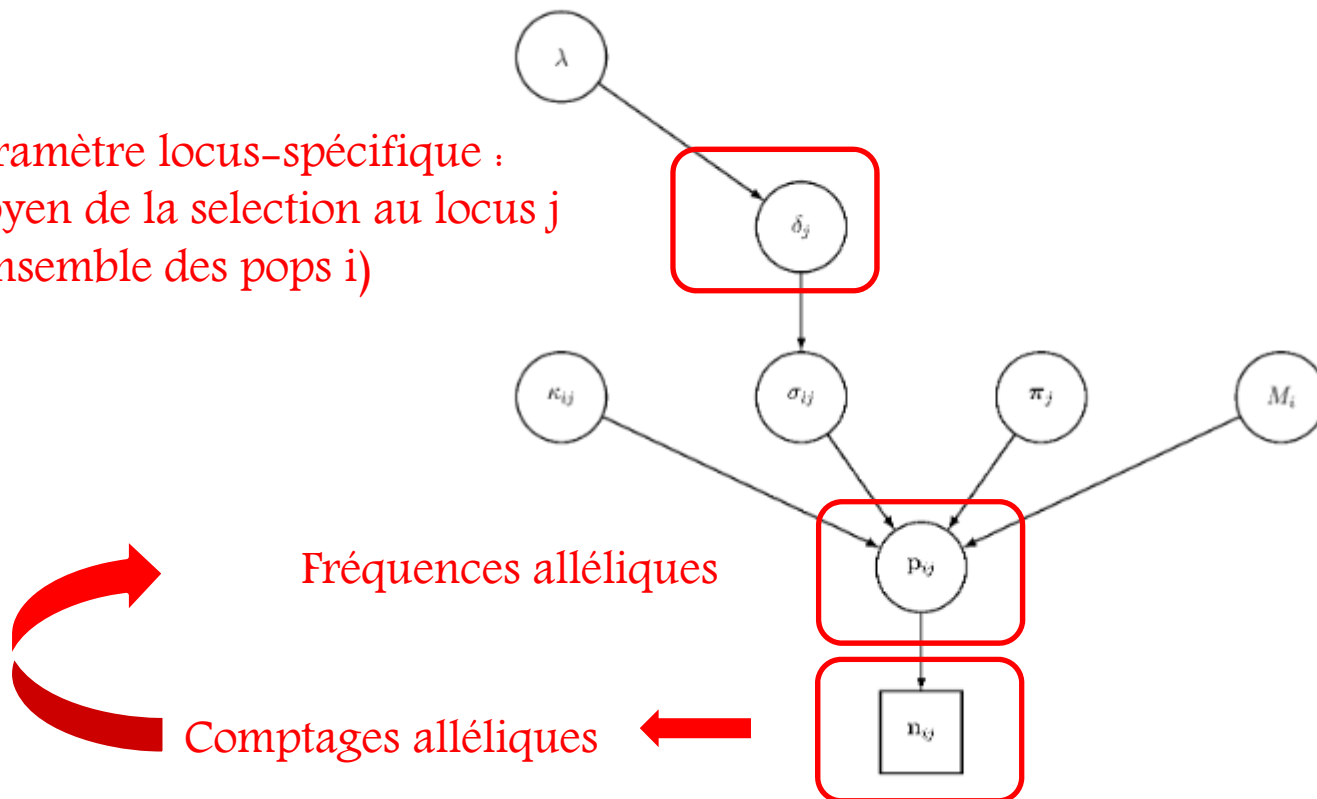 λ
ramètre locus-spécifique :
oyen de la selection au locus j
nsemble des pops i)
δj
κij
σij
πj
Mi
Fréquences alléliques
pij
Comptages alléliques
nij